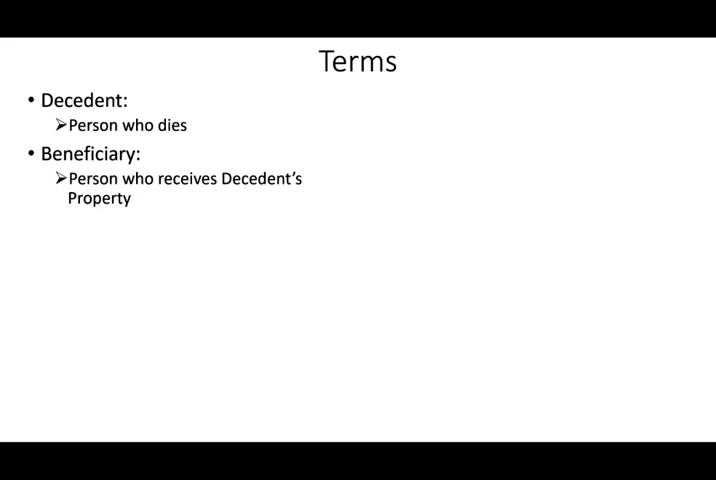 Terms
• Decedent:
➢Person who dies
• Beneficiary:
➢Person who receives Decedent's
Property